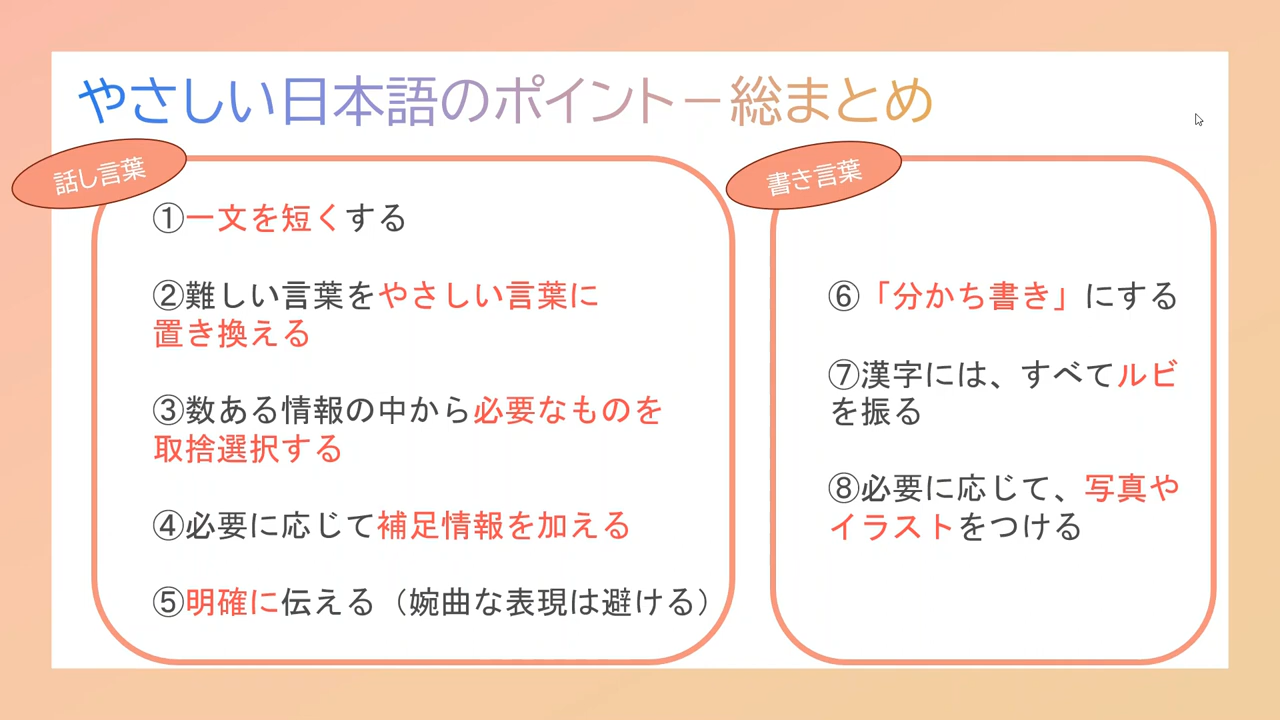 やさしい日本語のポイントー総まとめ
話し言葉
①一文を短くする
②難しい言葉をやさしい言葉に
置き換える
③数ある情報の中から必要なものを
取捨選択する
④必要に応じて補足情報を加える
⑤明確に伝える（婉曲な表現は避ける）
書き言葉
⑥「分かち書き」にする
⑦漢字には、すべてルビ
を振る
⑧必要に応じて、写真や
イラストをつける